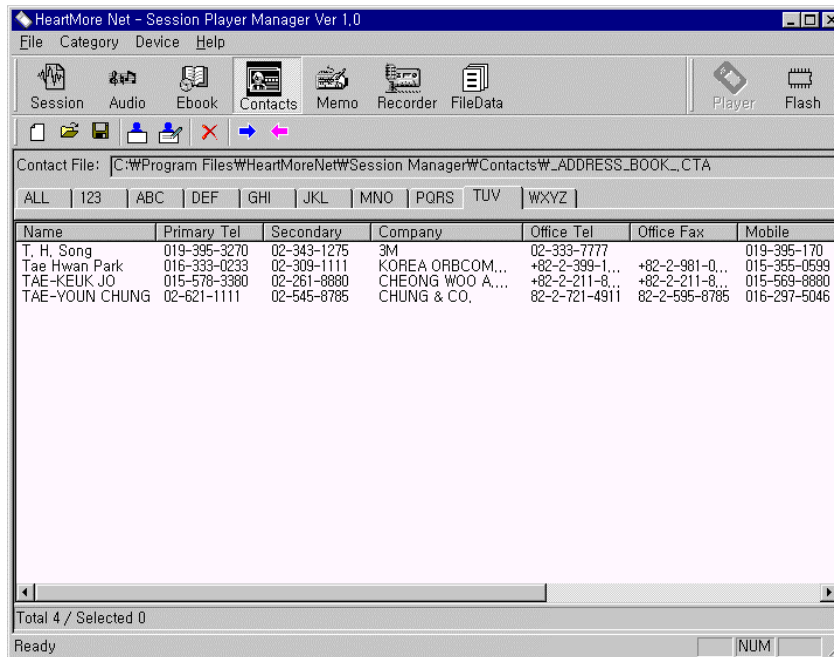 HeartMore Net - Session Player Manager Ver 1,0
File Category Device Help
Session Audio Ebook Contacts Memo Recorder FileData Player Flash
Contact File: C:₩Program Files₩HeartMoreNet₩Session Manager₩Contacts₩_ADDRESS_BOOK_,CTA
ALL 123 ABC DEF GHI JKL MNO PQRS TUV WXYZ
Name Primary Tel Secondary Company Office Tel Office Fax Mobile
T, H, Song 019-395-3270 02-343-1275 3M 02-333-7777 019-395-170
Tae Hwan Park 016-333-0233 02-309-1111 KOREA ORBCOM,,, +82-2-399-1,,, +82-2-981-0,,, 015-355-0599
TAE-KEUK JO 015-578-3380 02-261-8880 CHEONG WOO A,,, +82-2-211-8,,, +82-2-211-8,,, 015-569-8880
TAE-YOUN CHUNG 02-621-1111 02-545-8785 CHUNG & CO, 82-2-721-4911 82-2-595-8785 016-297-5046
Total 4 / Selected 0
Ready NUM